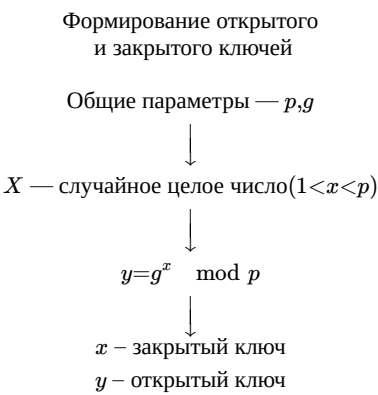 Формирование открытого
и закрытого ключей
Общие параметры — p,g
X — случайное целое число(1<x<p)
y=g^x mod p
x – закрытый ключ
y – открытый ключ